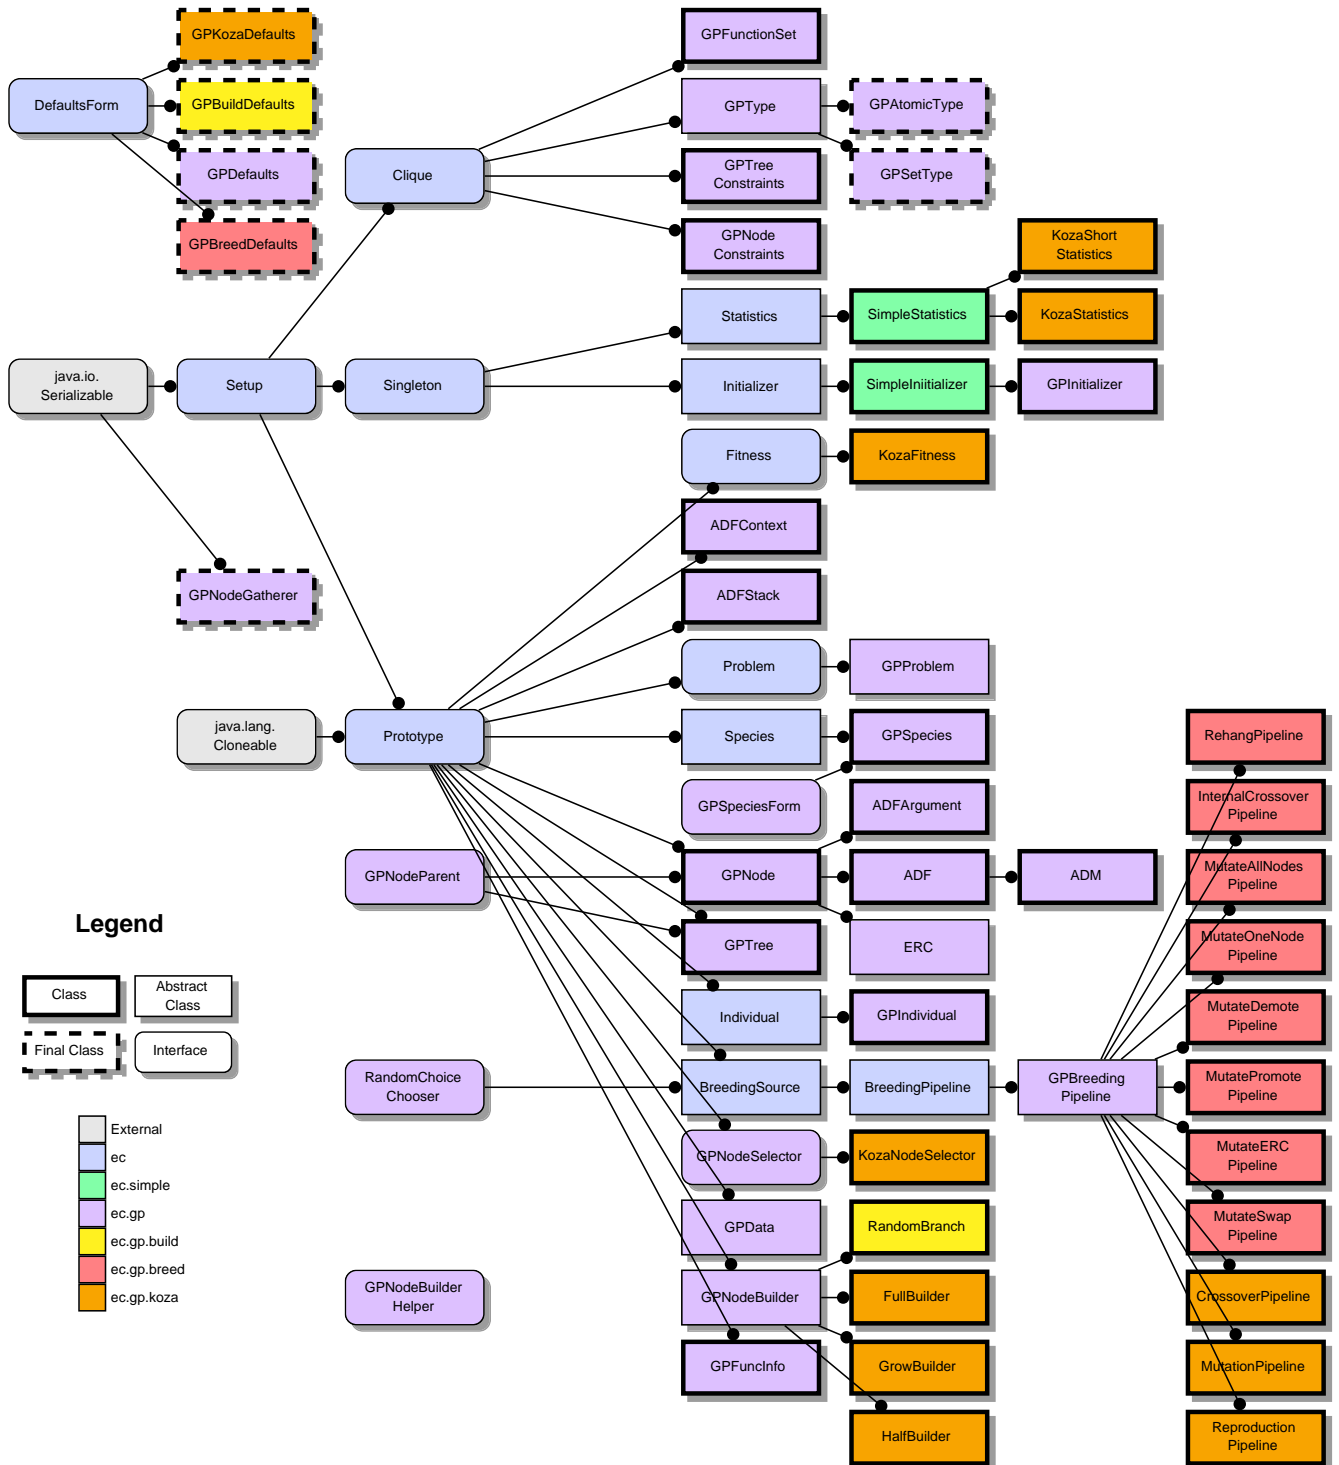 GPKozaDefaults
GPFunctionSet
DefaultsForm
GPBuildDefaults
GPType
GPAtomicType
GPDefaults
Clique
GPTree
Constraints
GPSetType
GPBreedDefaults
GPNode
Constraints
KozaShort
Statistics
Statistics
SimpleStatistics
KozaStatistics
java.io.
Serializable
Setup
Singleton
Initializer
SimpleIniitializer
GPInitializer
Fitness
KozaFitness
ADFContext
GPNodeGatherer
ADFStack
Problem
GPProblem
java.lang.
Cloneable
Prototype
Species
GPSpecies
RehangPipeline
GPSpeciesForm
ADFArgument
InternalCrossover
Pipeline
GPNodeParent
GPNode
ADF
ADM
MutateAllNodes
Pipeline
Legend
GPTree
ERC
MutateOneNode
Pipeline
Class
Abstract
Class
Individual
GPIndividual
MutateDemote
Pipeline
Final Class
Interface
RandomChoice
Chooser
BreedingSource
BreedingPipeline
GPBreeding
Pipeline
MutatePromote
Pipeline
External
ec
ec.simple
ec.gp
ec.gp.build
ec.gp.breed
ec.gp.koza
GPNodeSelector
KozaNodeSelector
MutateERC
Pipeline
GPData
RandomBranch
MutateSwap
Pipeline
GPNodeBuilder
Helper
GPNodeBuilder
FullBuilder
CrossoverPipeline
GPFuncInfo
GrowBuilder
MutationPipeline
HalfBuilder
Reproduction
Pipeline